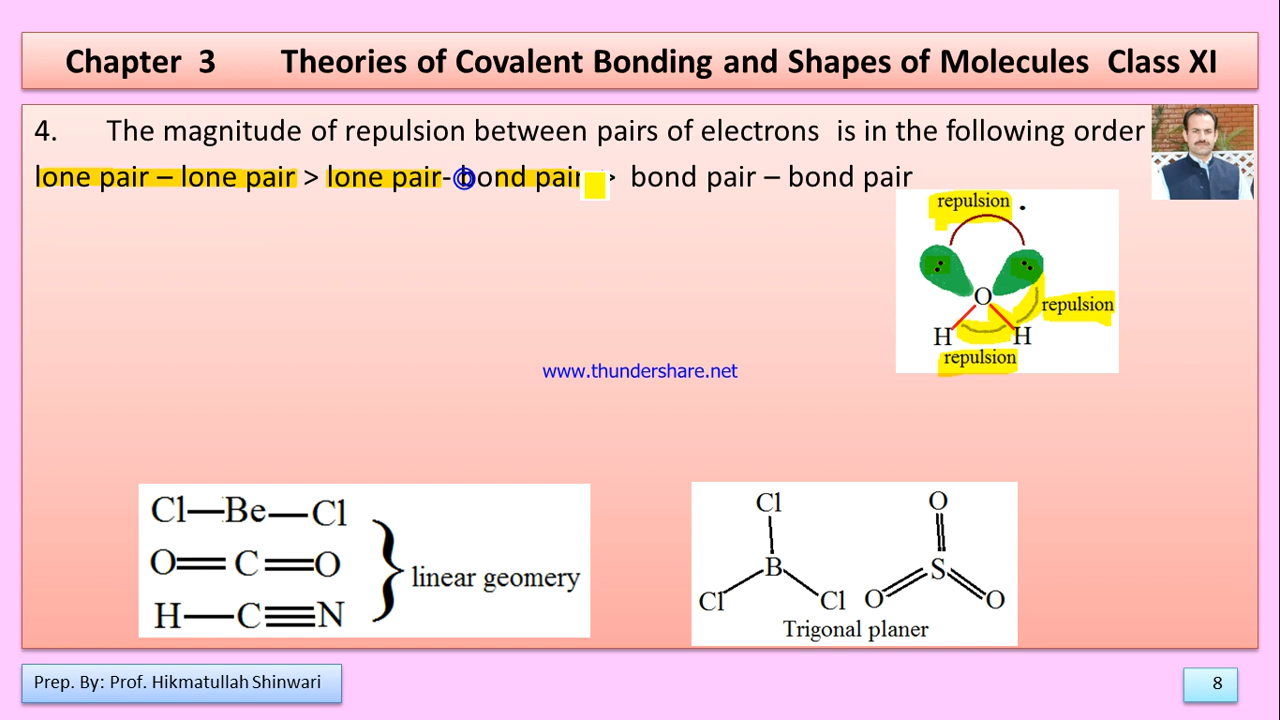 Chapter 3 Theories of Covalent Bonding and Shapes of Molecules Class XI
4. The magnitude of repulsion between pairs of electrons is in the following order
lone pair – lone pair > lone pair- bond pair > bond pair – bond pair
repulsion
O
repulsion
H H
repulsion
www.thundershare.net
Cl—Be—Cl
O=C=O
H—C≡N
linear geomery
Cl
B
Cl Cl
O
S
O O
Trigonal planer
Prep. By: Prof. Hikmatullah Shinwari
8